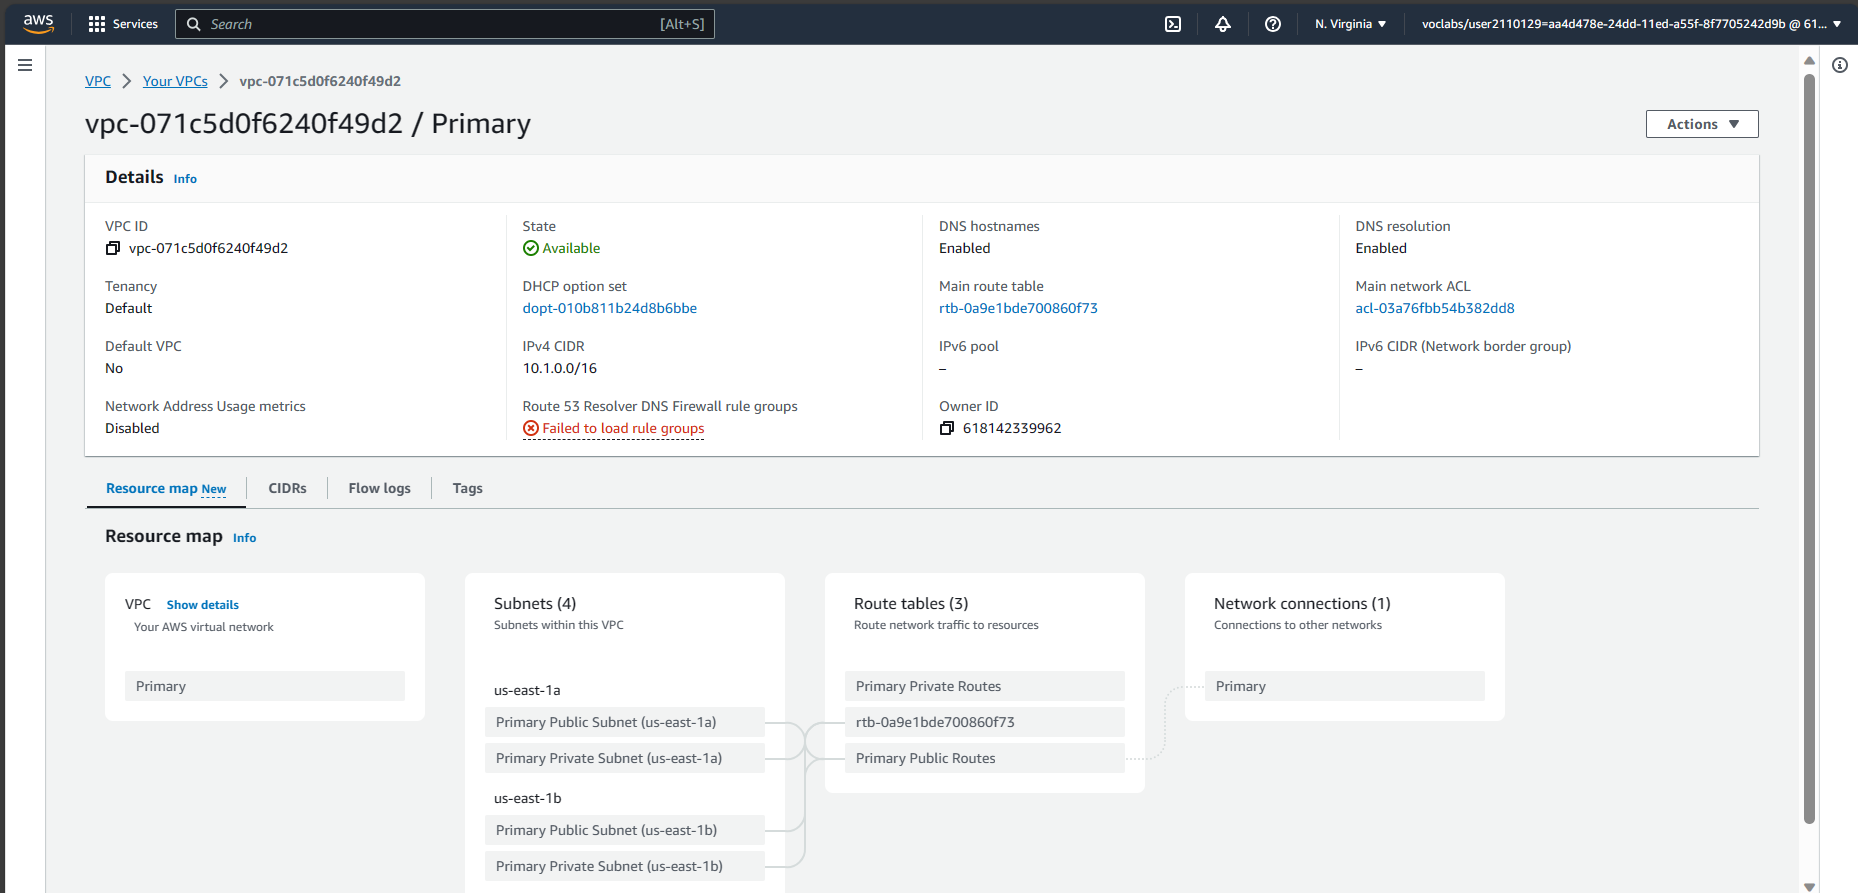 aws
Services
Search
[Alt+S]
N. Virginia
voclabs/user2110129=aa4d478e-24dd-11ed-a55f-8f7705242d9b @ 61...
VPC
Your VPCs
vpc-071c5d0f6240f49d2
vpc-071c5d0f6240f49d2 / Primary
Actions
Details Info
VPC ID
vpc-071c5d0f6240f49d2
State
Available
DNS hostnames
Enabled
DNS resolution
Enabled
Tenancy
Default
DHCP option set
dopt-010b811b24d8b6bbe
Main route table
rtb-0a9e1bde700860f73
Main network ACL
acl-03a76fbb54b382dd8
Default VPC
No
IPv4 CIDR
10.1.0.0/16
IPv6 pool
–
IPv6 CIDR (Network border group)
–
Network Address Usage metrics
Disabled
Route 53 Resolver DNS Firewall rule groups
Failed to load rule groups
Owner ID
618142339962
Resource map New
CIDRs
Flow logs
Tags
Resource map Info
VPC Show details
Your AWS virtual network
Primary
Subnets (4)
Subnets within this VPC
us-east-1a
Primary Public Subnet (us-east-1a)
Primary Private Subnet (us-east-1a)
us-east-1b
Primary Public Subnet (us-east-1b)
Primary Private Subnet (us-east-1b)
Route tables (3)
Route network traffic to resources
Primary Private Routes
rtb-0a9e1bde700860f73
Primary Public Routes
Network connections (1)
Connections to other networks
Primary